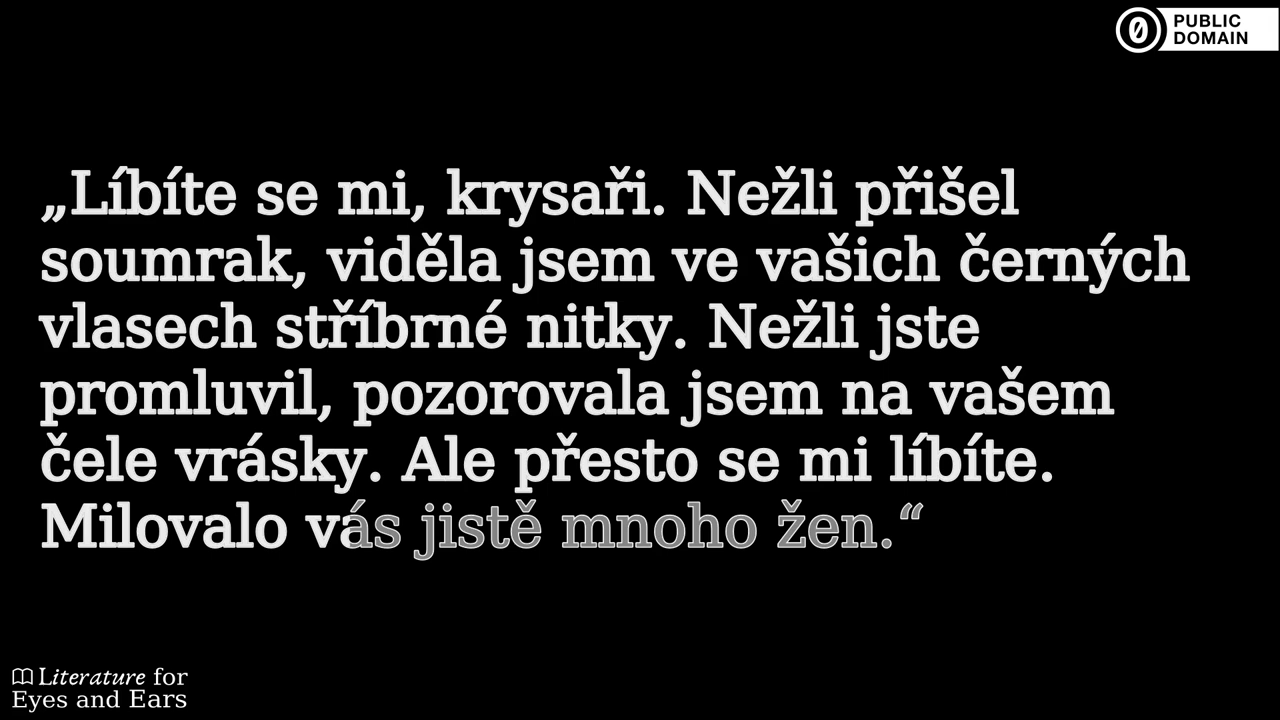 PUBLIC
DOMAIN
„Líbíte se mi, krysaři. Nežli přišel
soumrak, viděla jsem ve vašich černých
vlasech stříbrné nitky. Nežli jste
promluvil, pozorovala jsem na vašem
čele vrásky. Ale přesto se mi líbíte.
Milovalo vás jistě mnoho žen.“
Literature for
Eyes and Ears